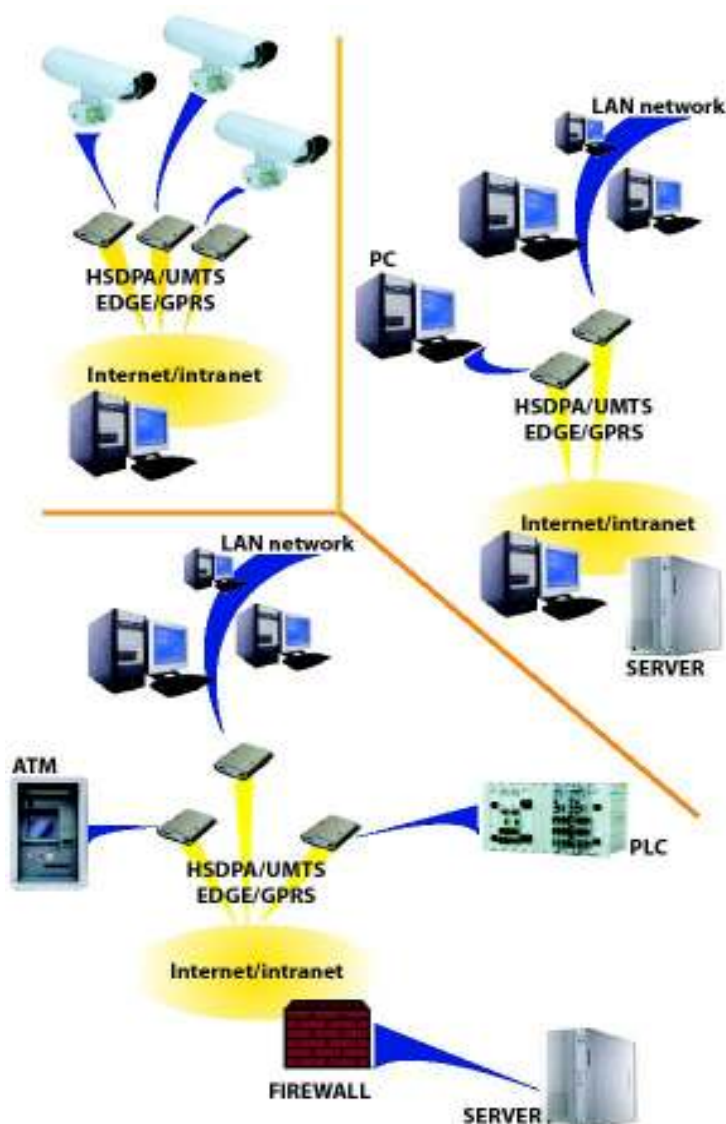 HSDPA/UMTS
EDGE/GPRS
Internet/intranet
LAN network
PC
HSDPA/UMTS
EDGE/GPRS
Internet/intranet
SERVER
LAN network
ATM
PLC
HSDPA/UMTS
EDGE/GPRS
Internet/intranet
FIREWALL
SERVER